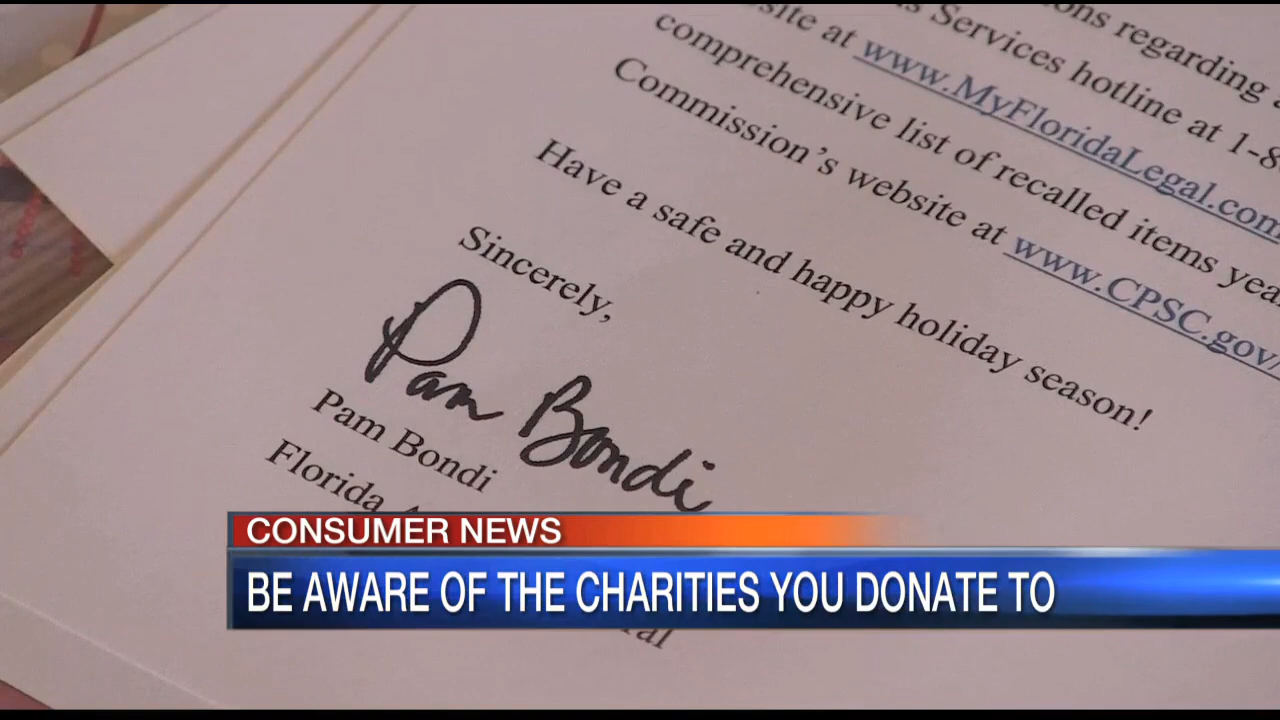 ons regarding a
s Services hotline at 1-8
site at www.MyFloridaLegal.com
comprehensive list of recalled items yea
Commission's website at www.CPSC.gov/
Have a safe and happy holiday season!
Sincerely,
Pam Bondi
Pam Bondi
Florida
CONSUMER NEWS
BE AWARE OF THE CHARITIES YOU DONATE TO